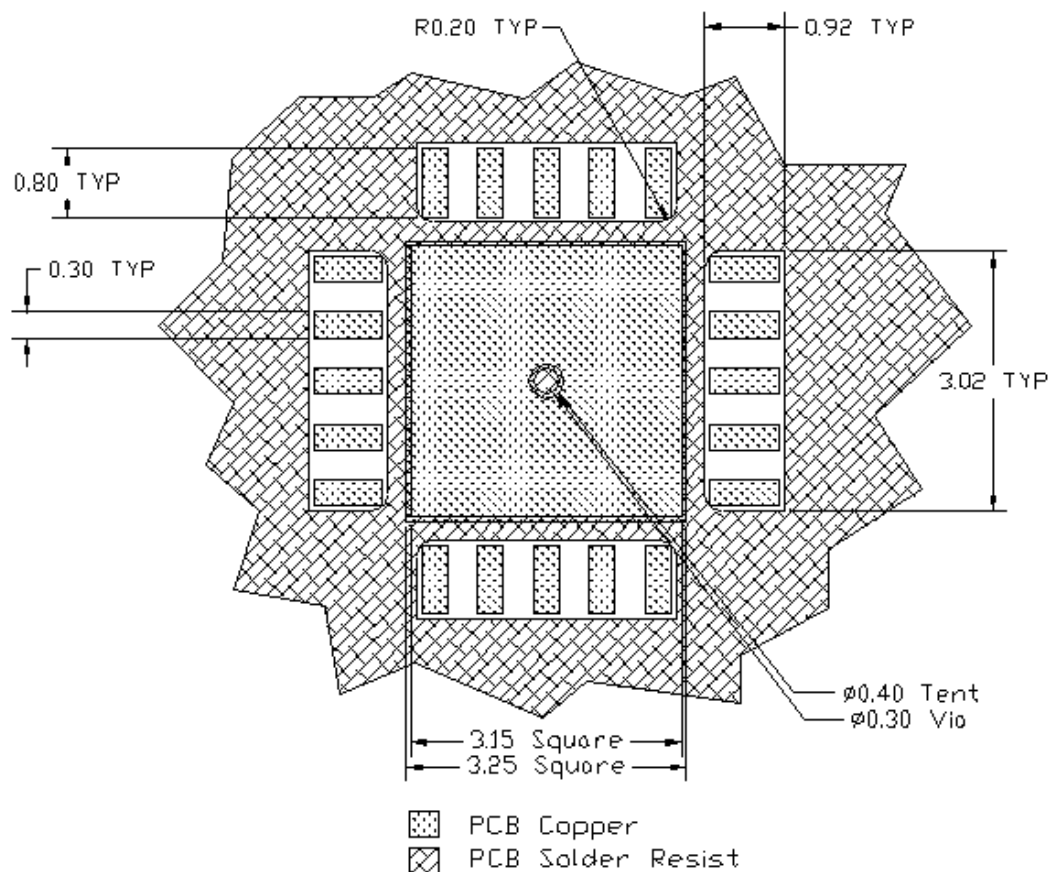 R0.20 TYP
0.92 TYP
0.80 TYP
0.30 TYP
3.02 TYP
ø0.40 Tent
ø0.30 Via
3.15 Square
3.25 Square
PCB Copper
PCB Solder Resist